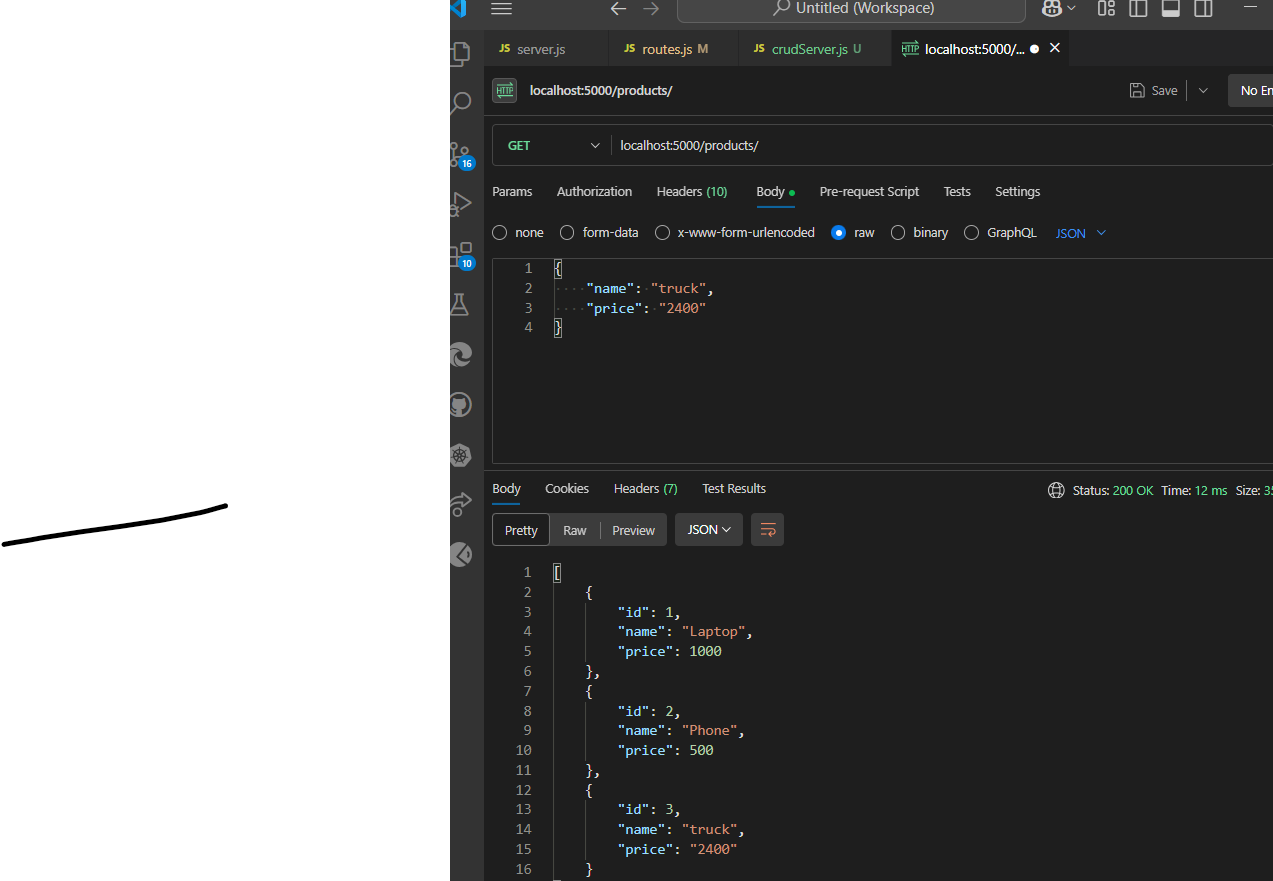 Untitled (Workspace)
JS server.js JS routes.js M JS crudServer.js U HTTP localhost:5000/...
HTTP localhost:5000/products/ Save No En
GET localhost:5000/products/
Params Authorization Headers (10) Body Pre-request Script Tests Settings
none form-data x-www-form-urlencoded raw binary GraphQL JSON
16
10
1 {
2 "name": "truck",
3 "price": "2400"
4 }
Body Cookies Headers (7) Test Results Status: 200 OK Time: 12 ms Size: 35
Pretty Raw Preview JSON
1 [
2 {
3 "id": 1,
4 "name": "Laptop",
5 "price": 1000
6 },
7 {
8 "id": 2,
9 "name": "Phone",
10 "price": 500
11 },
12 {
13 "id": 3,
14 "name": "truck",
15 "price": "2400"
16 }